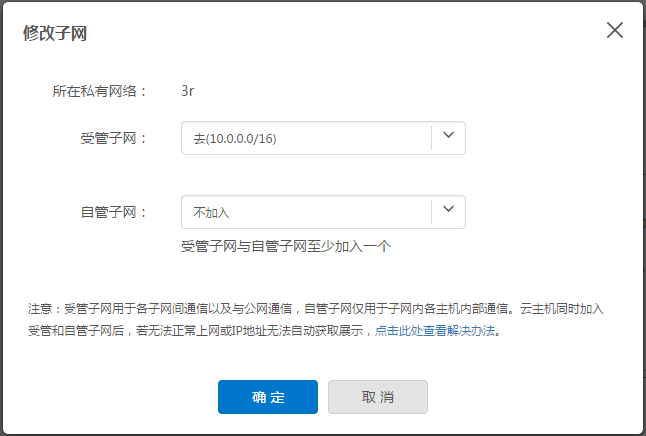 修改子网
所在私有网络： 3r
受管子网： 去(10.0.0.0/16)
自管子网： 不加入
受管子网与自管子网至少加入一个
注意：受管子网用于各子网间通信以及与公网通信，自管子网仅用于子网内各主机内部通信。云主机同时加入
受管和自管子网后，若无法正常上网或IP地址无法自动获取展示，点击此处查看解决办法。
确定 取消